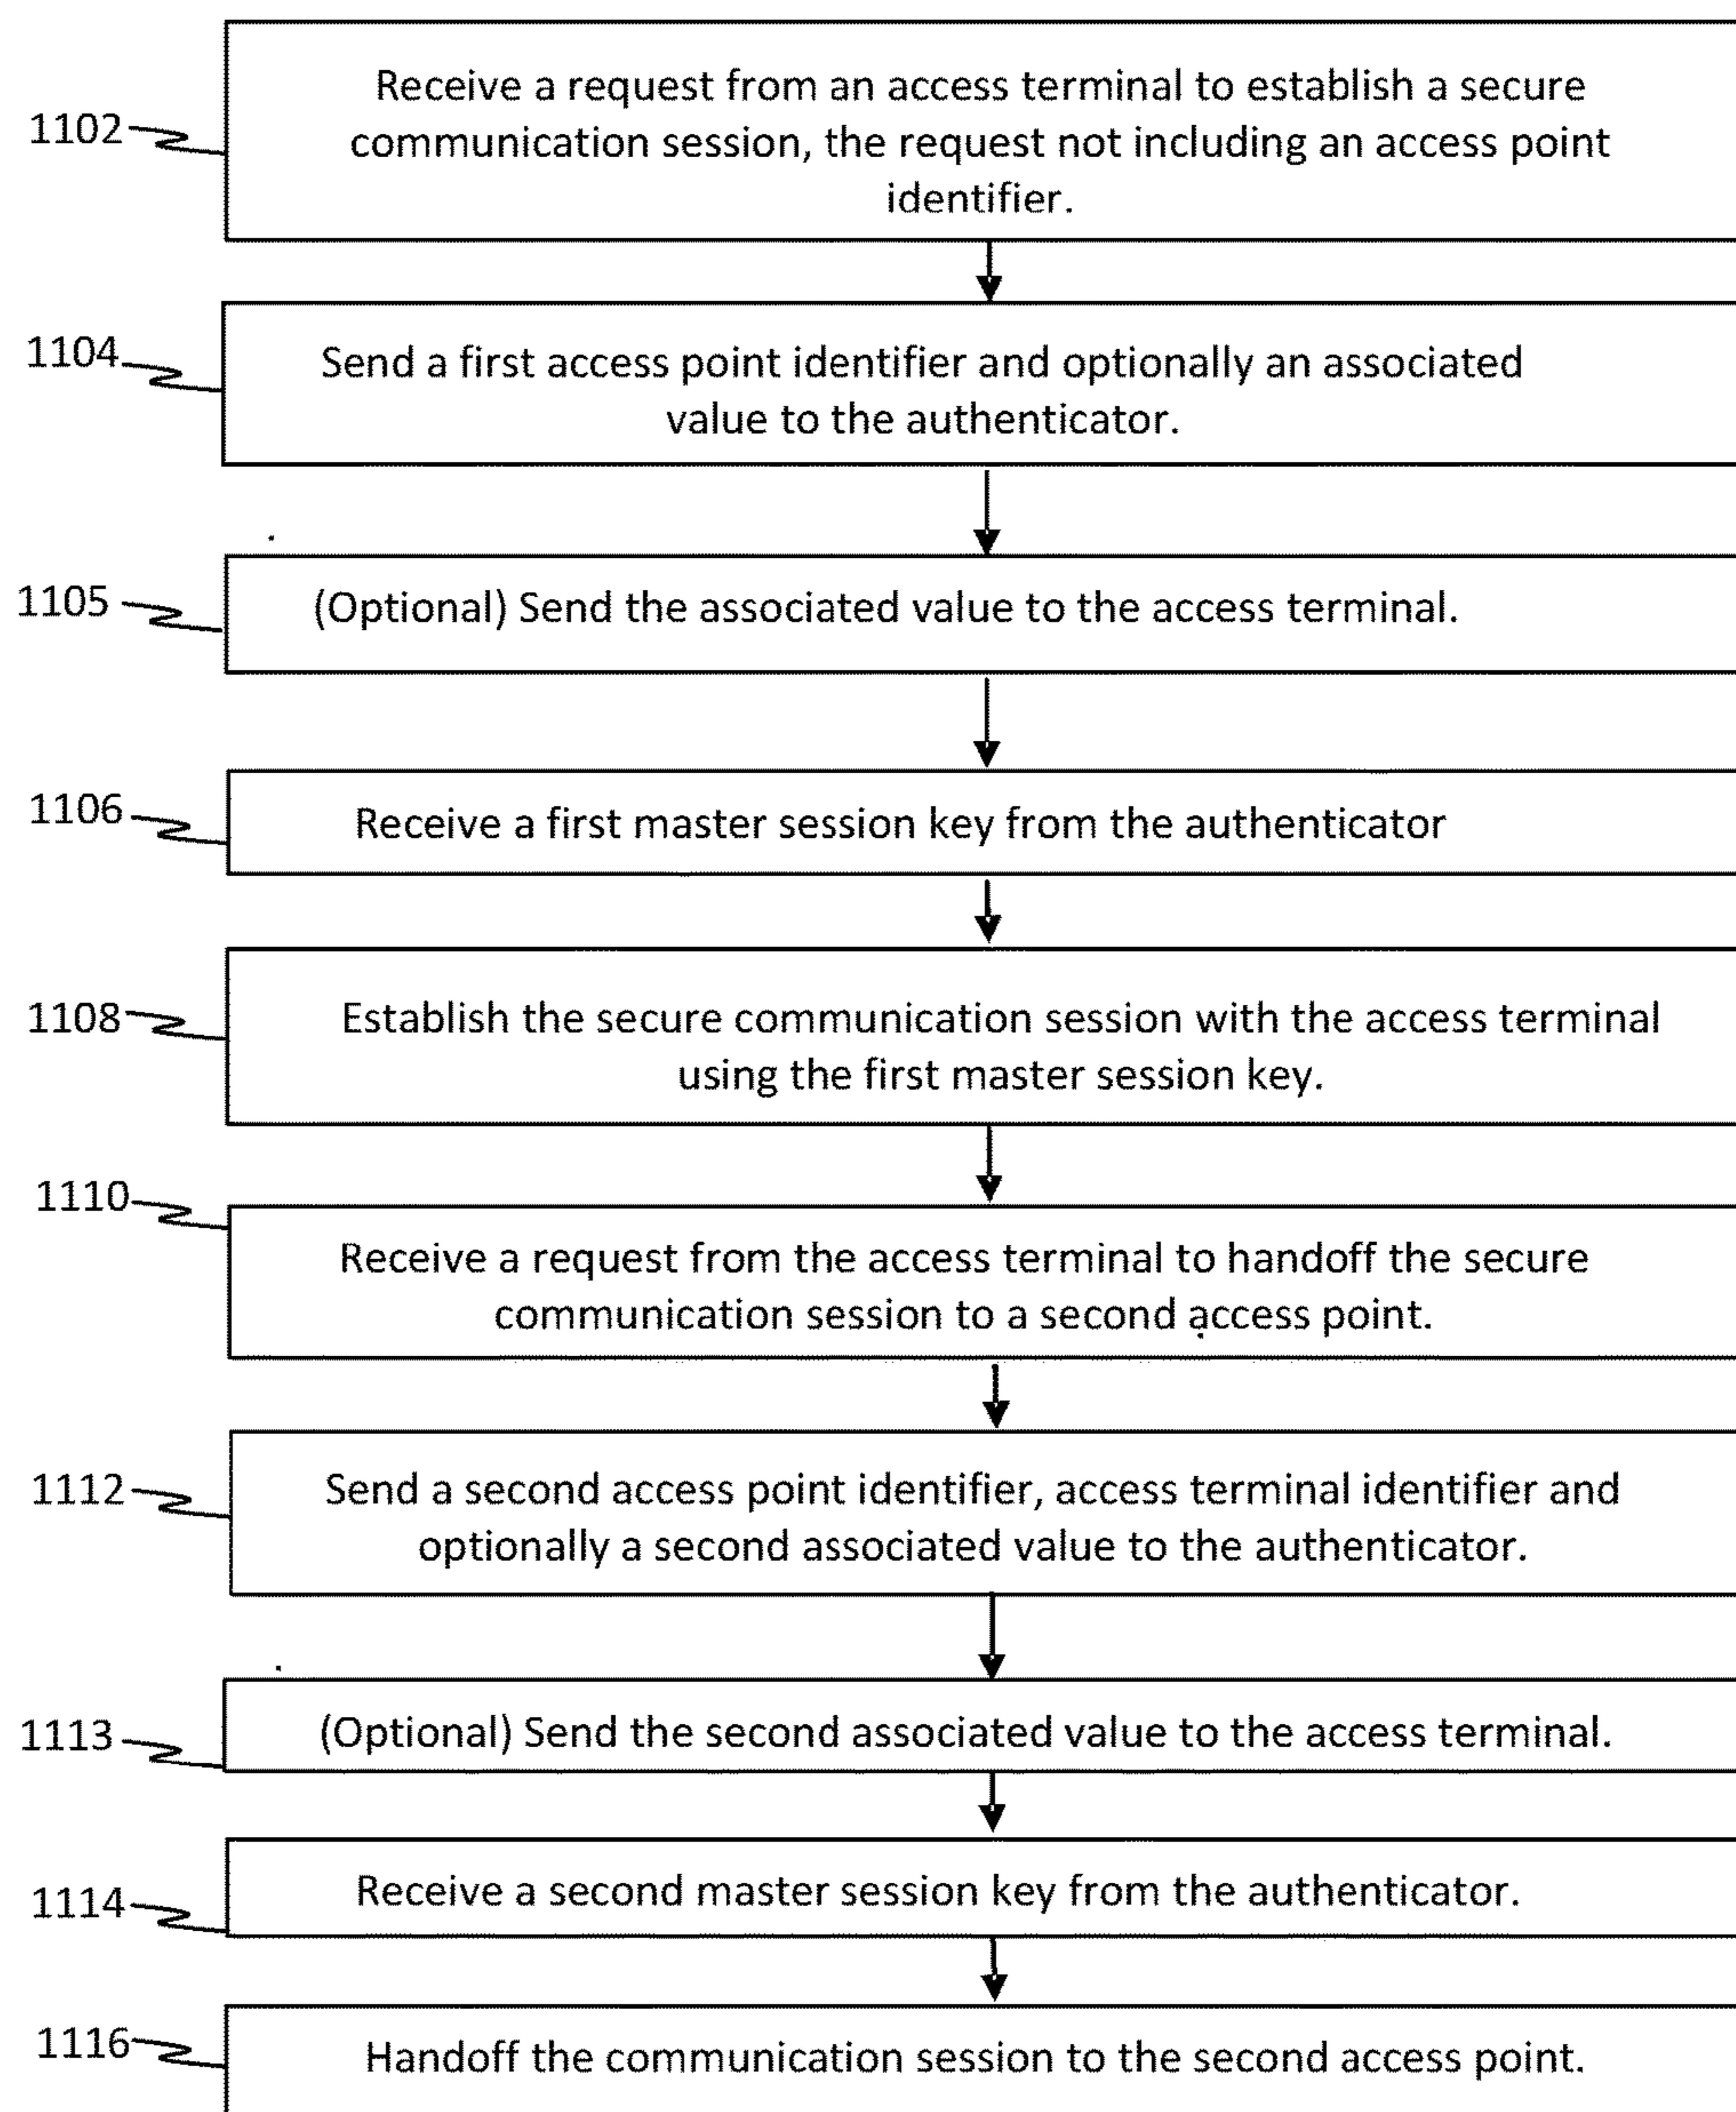 Receive a request from an access terminal to establish a secure
1102
communication session, the request not including an access point
identifier.
1104
Send a first access point identifier and optionally an associated
value to the authenticator.
1105
(Optional) Send the associated value to the access terminal.
1106
Receive a first master session key from the authenticator
1108
Establish the secure communication session with the access terminal
using the first master session key.
1110
Receive a request from the access terminal to handoff the secure
communication session to a second access point.
1112
Send a second access point identifier, access terminal identifier and
optionally a second associated value to the authenticator.
1113
(Optional) Send the second associated value to the access terminal.
1114
Receive a second master session key from the authenticator.
1116
Handoff the communication session to the second access point.